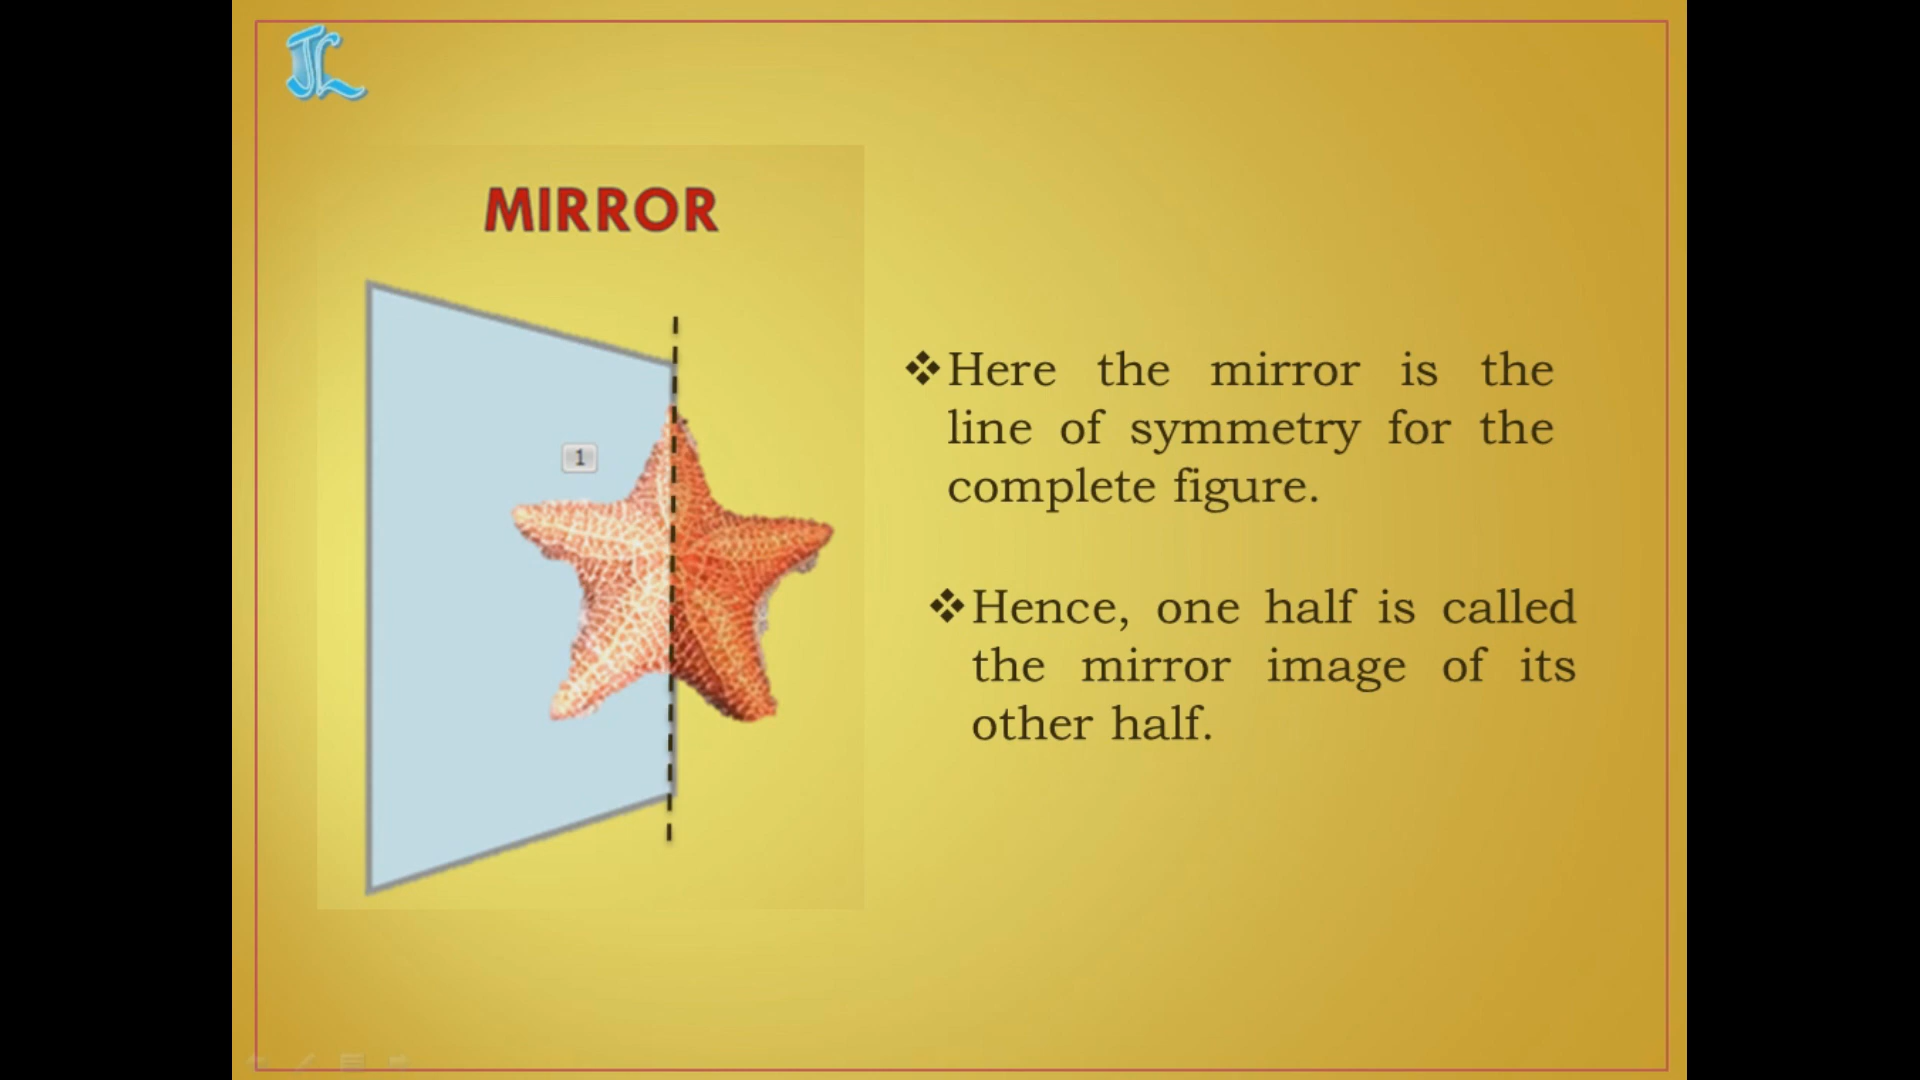 JL
MIRROR
1
❖Here the mirror is the
line of symmetry for the
complete figure.
❖Hence, one half is called
the mirror image of its
other half.